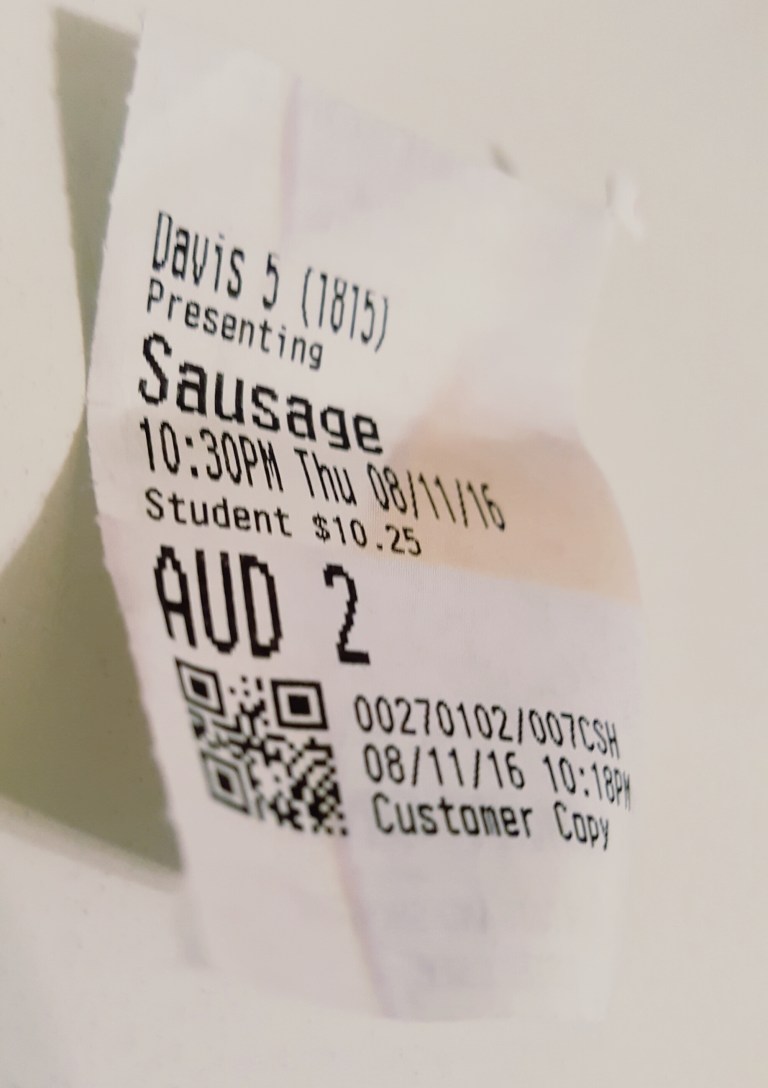 Davis 5 (1815)
Presenting
Sausage
10:30PM Thu 08/11/16
Student $10.25
AUD 2
00270102/007CSH
08/11/16 10:18PM
Customer Copy